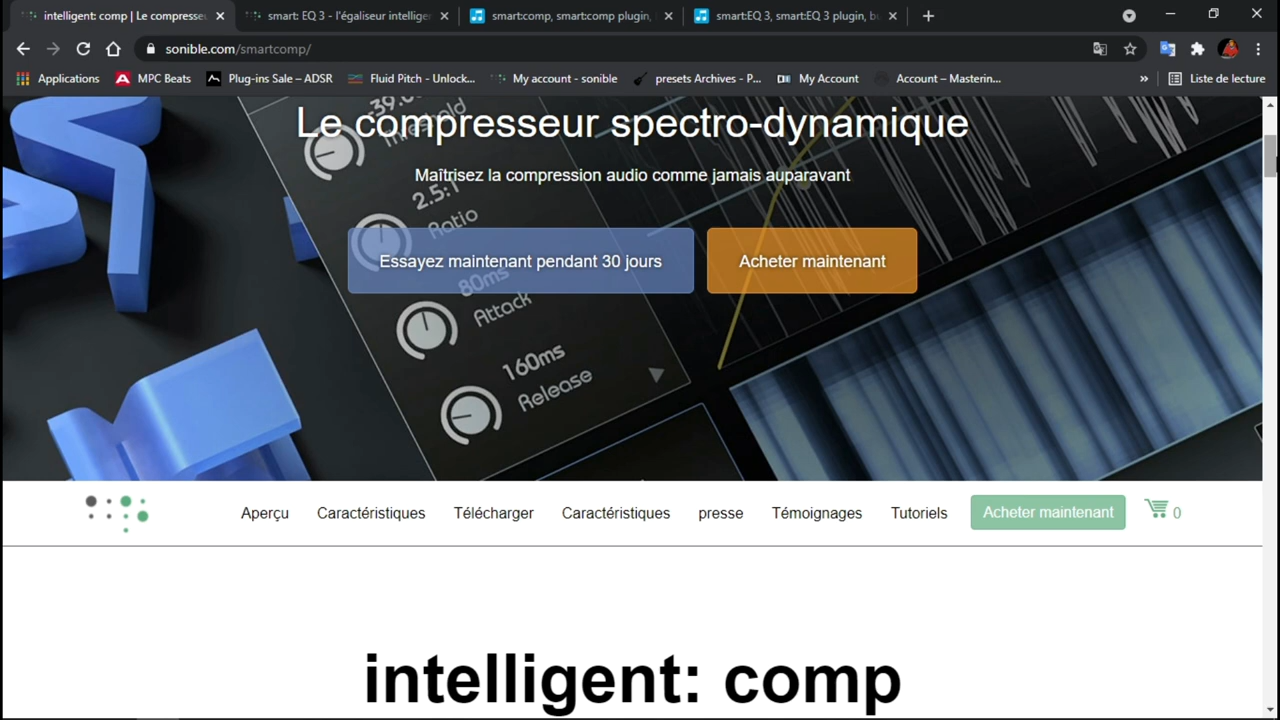 intelligent: comp | Le compresseu
smart: EQ 3 - l'égaliseur intelliger
smart:comp, smart:comp plugin,
smart:EQ 3, smart:EQ 3 plugin, bu
sonible.com/smartcomp/
Applications
MPC Beats
Plug-ins Sale – ADSR
Fluid Pitch - Unlock...
My account - sonible
presets Archives - P...
My Account
Account – Masterin...
»
Liste de lecture
Le compresseur spectro-dynamique
Threshold
Maîtrisez la compression audio comme jamais auparavant
2.5:1
Ratio
Essayez maintenant pendant 30 jours
Acheter maintenant
80ms
Attack
160ms
Release
Aperçu
Caractéristiques
Télécharger
Caractéristiques
presse
Témoignages
Tutoriels
Acheter maintenant
0
intelligent: comp